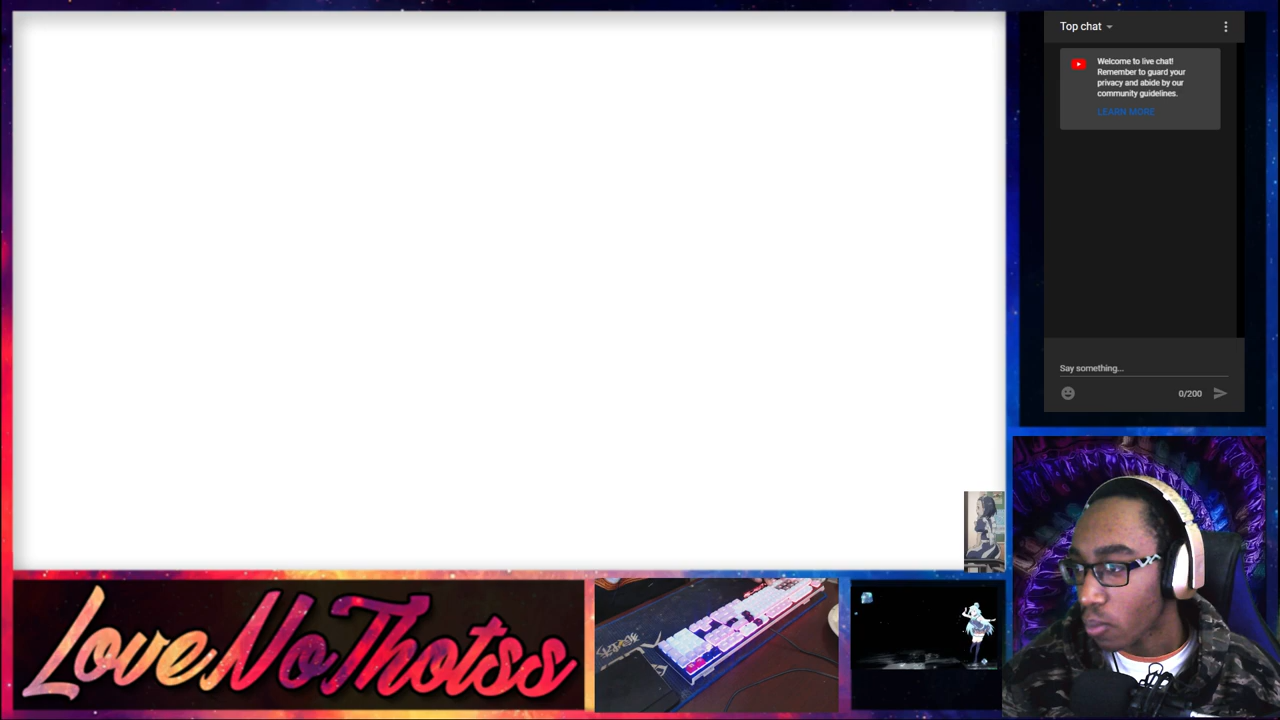 Top chat
Welcome to live chat!
Remember to guard your
privacy and abide by our
community guidelines.
LEARN MORE
Say something...
0/200
LoveNoThotss